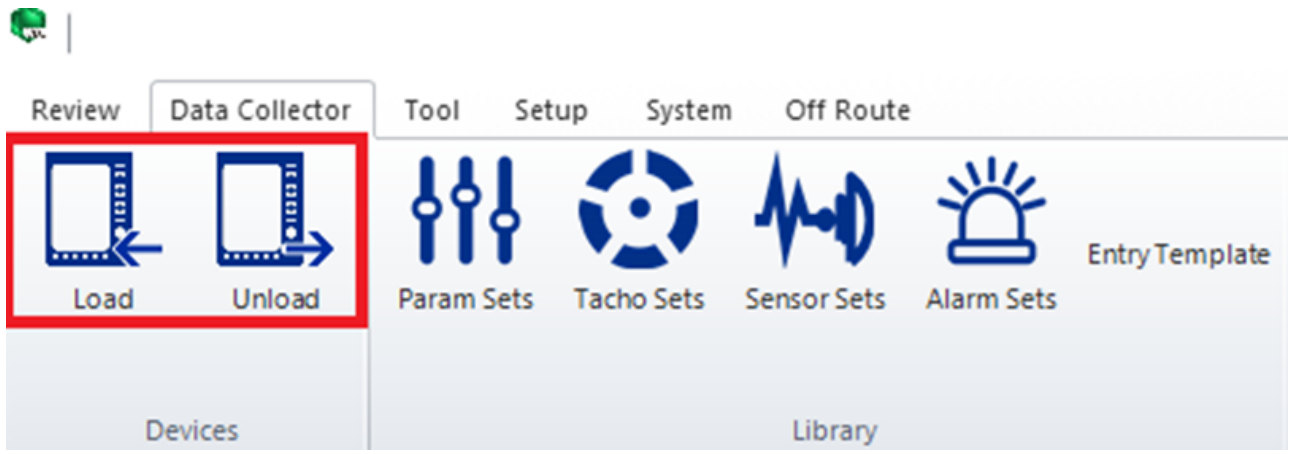 Review Data Collector Tool Setup System Off Route
Load Unload Param Sets Tacho Sets Sensor Sets Alarm Sets Entry Template
Devices Library